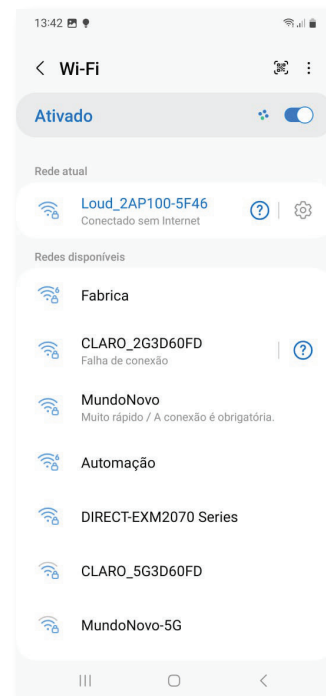 13:42
Wi-Fi
Ativado
Rede atual
Loud_2AP100-5F46
Conectado sem Internet
Redes disponíveis
Fabrica
CLARO_2G3D60FD
Falha de conexão
MundoNovo
Muito rápido / A conexão é obrigatória.
Automação
DIRECT-EXM2070 Series
CLARO_5G3D60FD
MundoNovo-5G